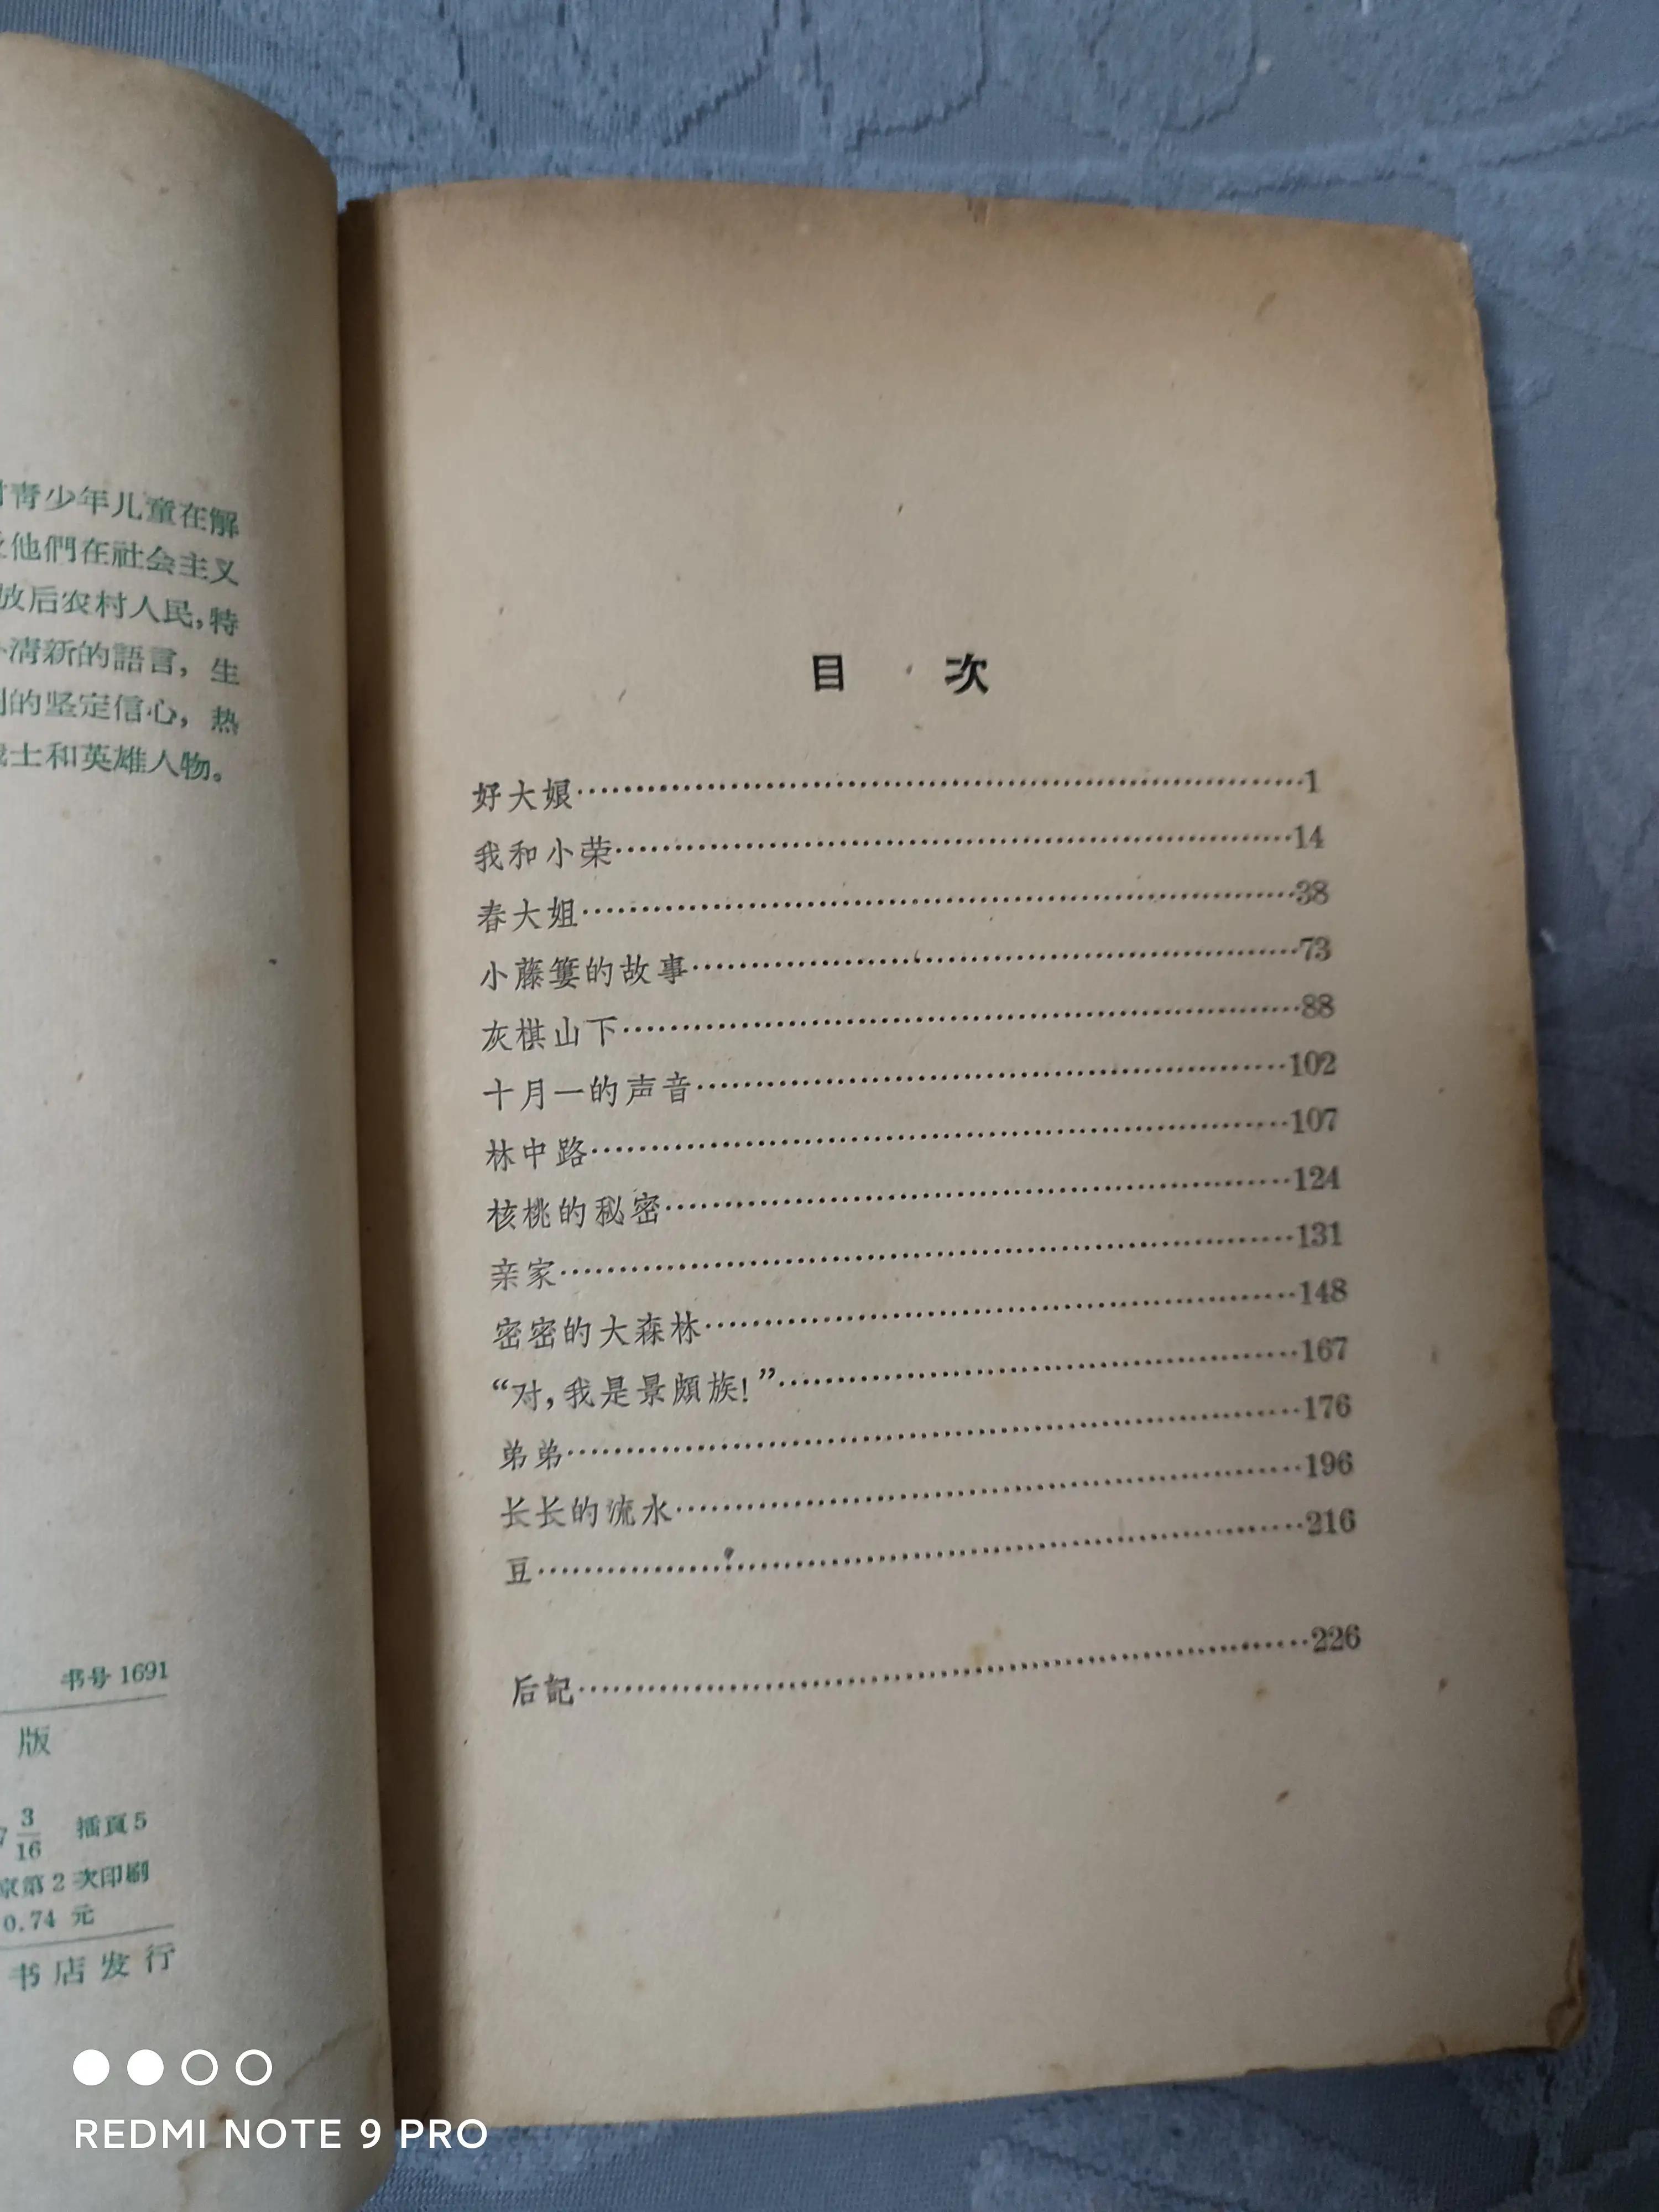 青少年儿童在解
他們在社会主义
放后农村人民,特
清新的語言,生
的坚定信心,热
士和英雄人物。
书号 1691
版
7 3/16 插頁5
京第2次印刷
0.74 元
书店发行
目次
好大娘……1
我和小荣……14
春大姐……38
小藤篓的故事……73
灰棋山下……88
十月一的声音……102
林中路……107
核桃的秘密……124
亲家……131
密密的大森林……148
“对,我是景頗族!”……167
弟弟……176
长长的流水……196
豆……216
后記……226
REDMI NOTE 9 PRO